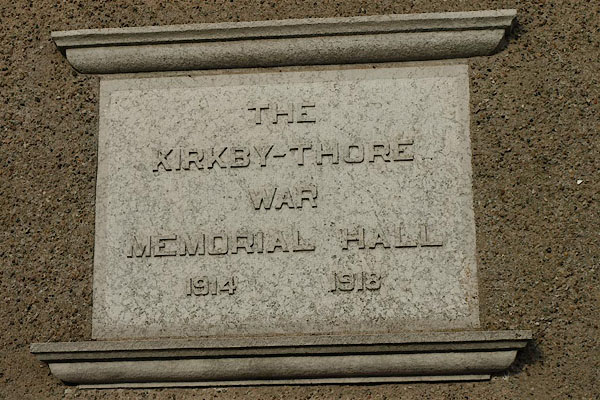 THE
KIRKBY-THORE
WAR
MEMORIAL HALL
1914 1918